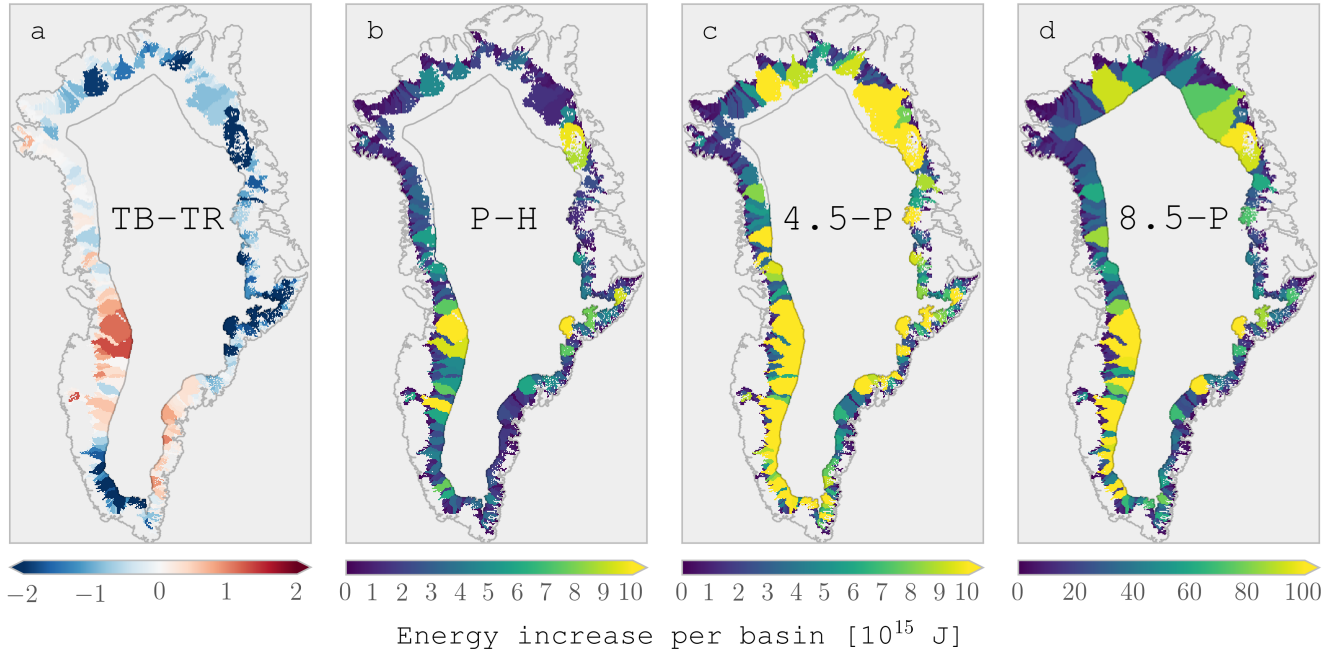 a b c d
TB-TR P-H 4.5-P 8.5-P
−2 −1 0 1 2 0 1 2 3 4 5 6 7 8 9 10 0 1 2 3 4 5 6 7 8 9 10 0 20 40 60 80 100
Energy increase per basin [10¹⁵ J]